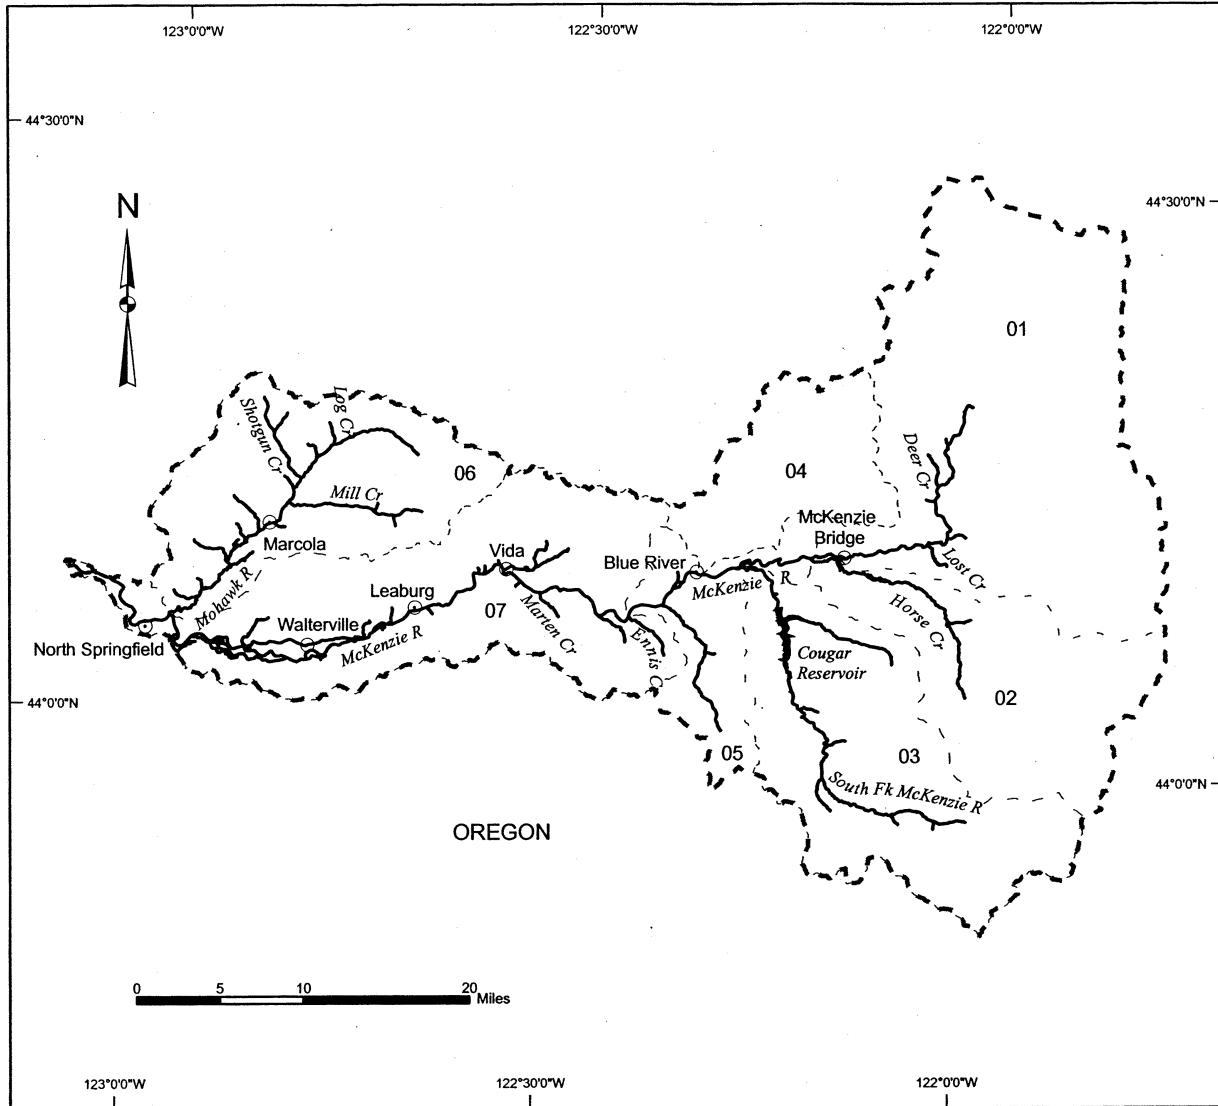 123°0'0"W
122°30'0"W
122°0'0"W
44°30'0"N
44°30'0"N
N
01
Log Cr
Shotgun Cr
06
04
Deer Cr
Mill Cr
McKenzie
Bridge
Marcola
Vida
Blue River
Lost Cr
Mohawk R
Leaburg
McKenzie R
Horse Cr
07
Marten Cr
Walterville
Ennis C
North Springfield
McKenzie R
Cougar
Reservoir
44°0'0"N
02
05
03
South Fk McKenzie R
44°0'0"N
OREGON
0 5 10 20
Miles
123°0'0"W
122°30'0"W
122°0'0"W